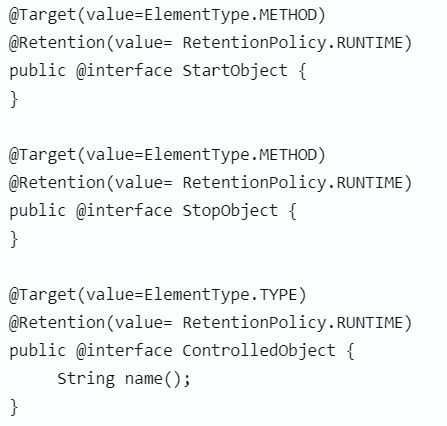 @Target(value=ElementType.METHOD)
@Retention(value= RetentionPolicy.RUNTIME)
public @interface StartObject {
}
@Target(value=ElementType.METHOD)
@Retention(value= RetentionPolicy.RUNTIME)
public @interface StopObject {
}
@Target(value=ElementType.TYPE)
@Retention(value= RetentionPolicy.RUNTIME)
public @interface ControlledObject {
     String name();
}